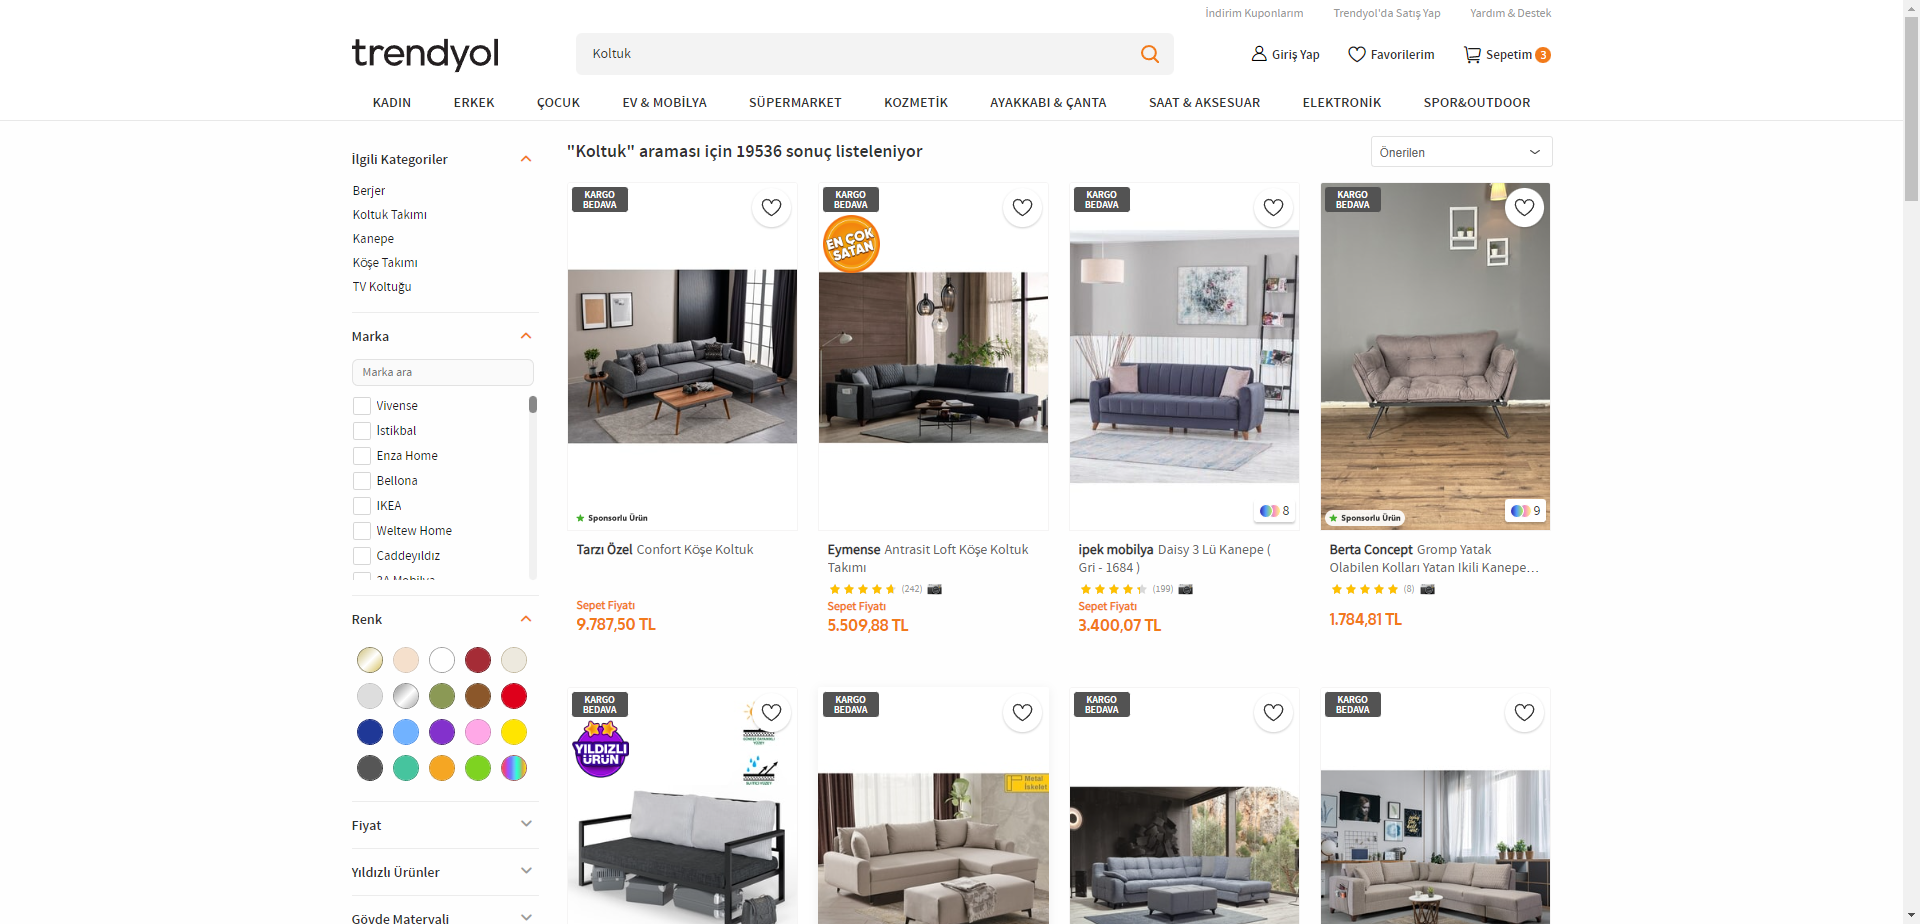 İndirim Kuponlarım
Trendyol'da Satış Yap
Yardım & Destek
trendyol
Koltuk
Giriş Yap
Favorilerim
Sepetim 3
KADIN
ERKEK
ÇOCUK
EV & MOBİLYA
SÜPERMARKET
KOZMETİK
AYAKKABI & ÇANTA
SAAT & AKSESUAR
ELEKTRONİK
SPOR&OUTDOOR
İlgili Kategoriler
Berjer
Koltuk Takımı
Kanepe
Köşe Takımı
TV Koltuğu
Marka
Marka ara
Vivense
İstikbal
Enza Home
Bellona
IKEA
Weltew Home
Caddeyıldız
3A Mobilya
Renk
Fiyat
Yıldızlı Ürünler
Gövde Materyali
"Koltuk" araması için 19536 sonuç listeleniyor
Önerilen
KARGO
BEDAVA
Sponsorlu Ürün
Tarzı Özel Confort Köşe Koltuk
Sepet Fiyatı
9.787,50 TL
KARGO
BEDAVA
EN ÇOK
SATAN
Eymense Antrasit Loft Köşe Koltuk
Takımı
(242)
Sepet Fiyatı
5.509,88 TL
KARGO
BEDAVA
8
ipek mobilya Daisy 3 Lü Kanepe (
Gri - 1684 )
(199)
Sepet Fiyatı
3.400,07 TL
KARGO
BEDAVA
Sponsorlu Ürün
9
Berta Concept Gromp Yatak
Olabilen Kolları Yatan Ikili Kanepe...
(8)
1.784,81 TL
KARGO
BEDAVA
YILDIZLI
ÜRÜN
KARGO
BEDAVA
Metal
İskelet
KARGO
BEDAVA
KARGO
BEDAVA